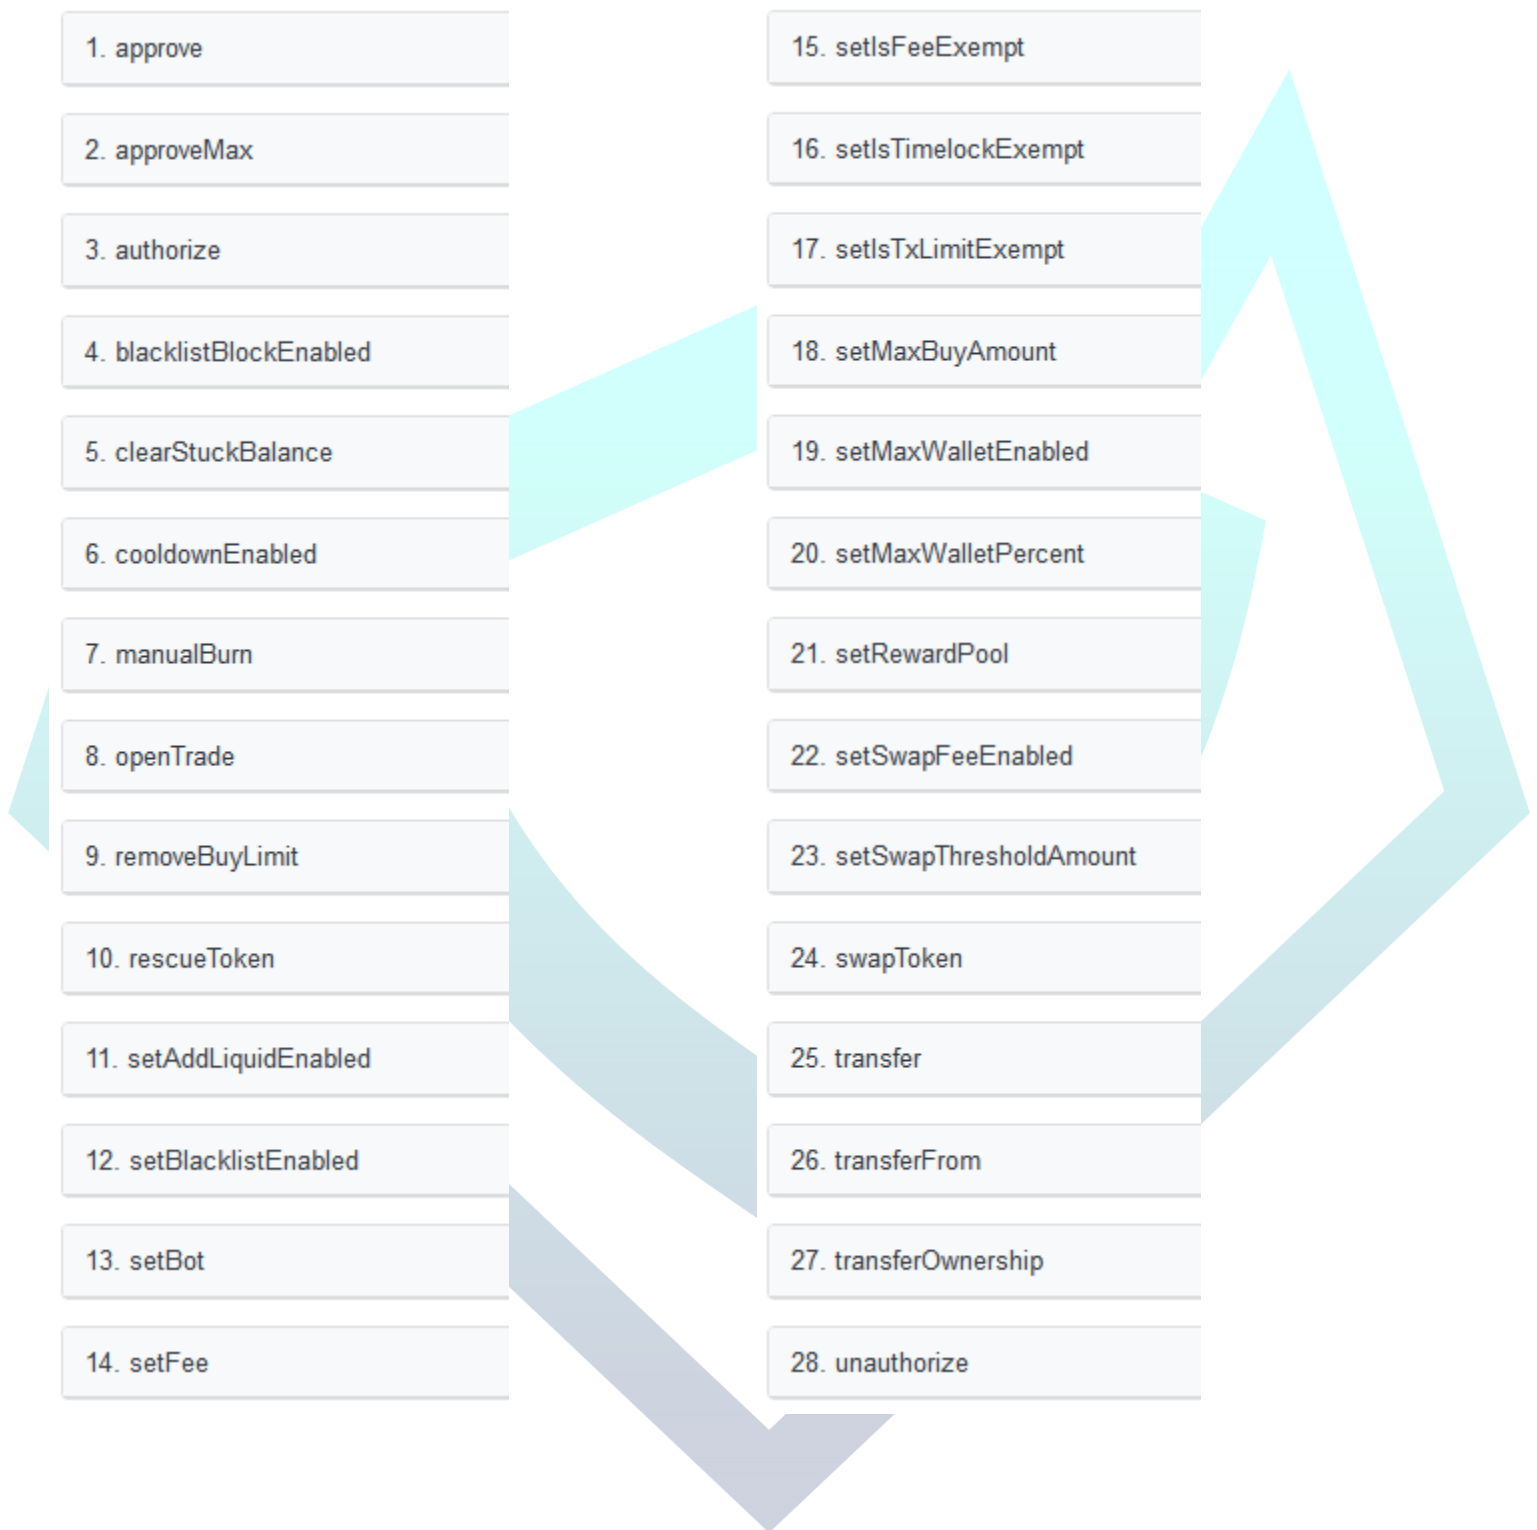 1. approve
2. approveMax
3. authorize
4. blacklistBlockEnabled
5. clearStuckBalance
6. cooldownEnabled
7. manualBurn
8. openTrade
9. removeBuyLimit
10. rescueToken
11. setAddLiquidEnabled
12. setBlacklistEnabled
13. setBot
14. setFee
15. setIsFeeExempt
16. setIsTimelockExempt
17. setIsTxLimitExempt
18. setMaxBuyAmount
19. setMaxWalletEnabled
20. setMaxWalletPercent
21. setRewardPool
22. setSwapFeeEnabled
23. setSwapThresholdAmount
24. swapToken
25. transfer
26. transferFrom
27. transferOwnership
28. unauthorize